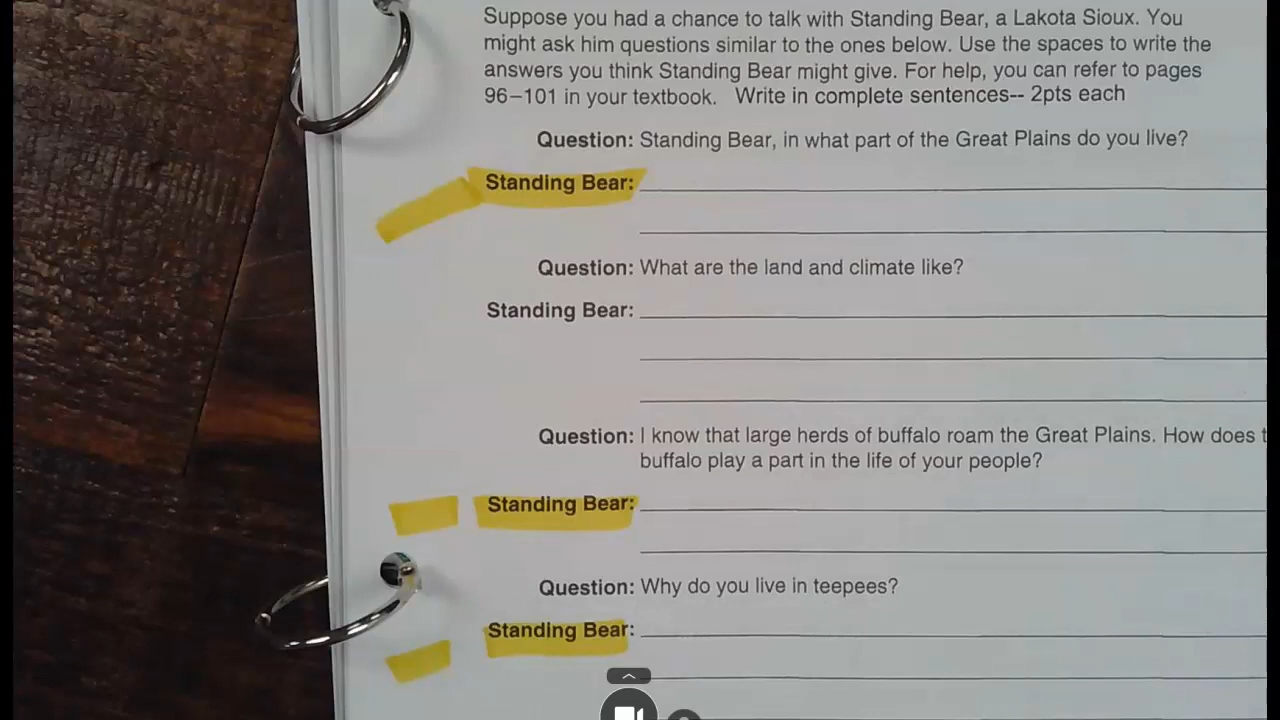 Suppose you had a chance to talk with Standing Bear, a Lakota Sioux. You
might ask him questions similar to the ones below. Use the spaces to write the
answers you think Standing Bear might give. For help, you can refer to pages
96–101 in your textbook. Write in complete sentences-- 2pts each
Question: Standing Bear, in what part of the Great Plains do you live?
Standing Bear:
Question: What are the land and climate like?
Standing Bear:
Question: I know that large herds of buffalo roam the Great Plains. How does
buffalo play a part in the life of your people?
Standing Bear:
Question: Why do you live in teepees?
Standing Bear: